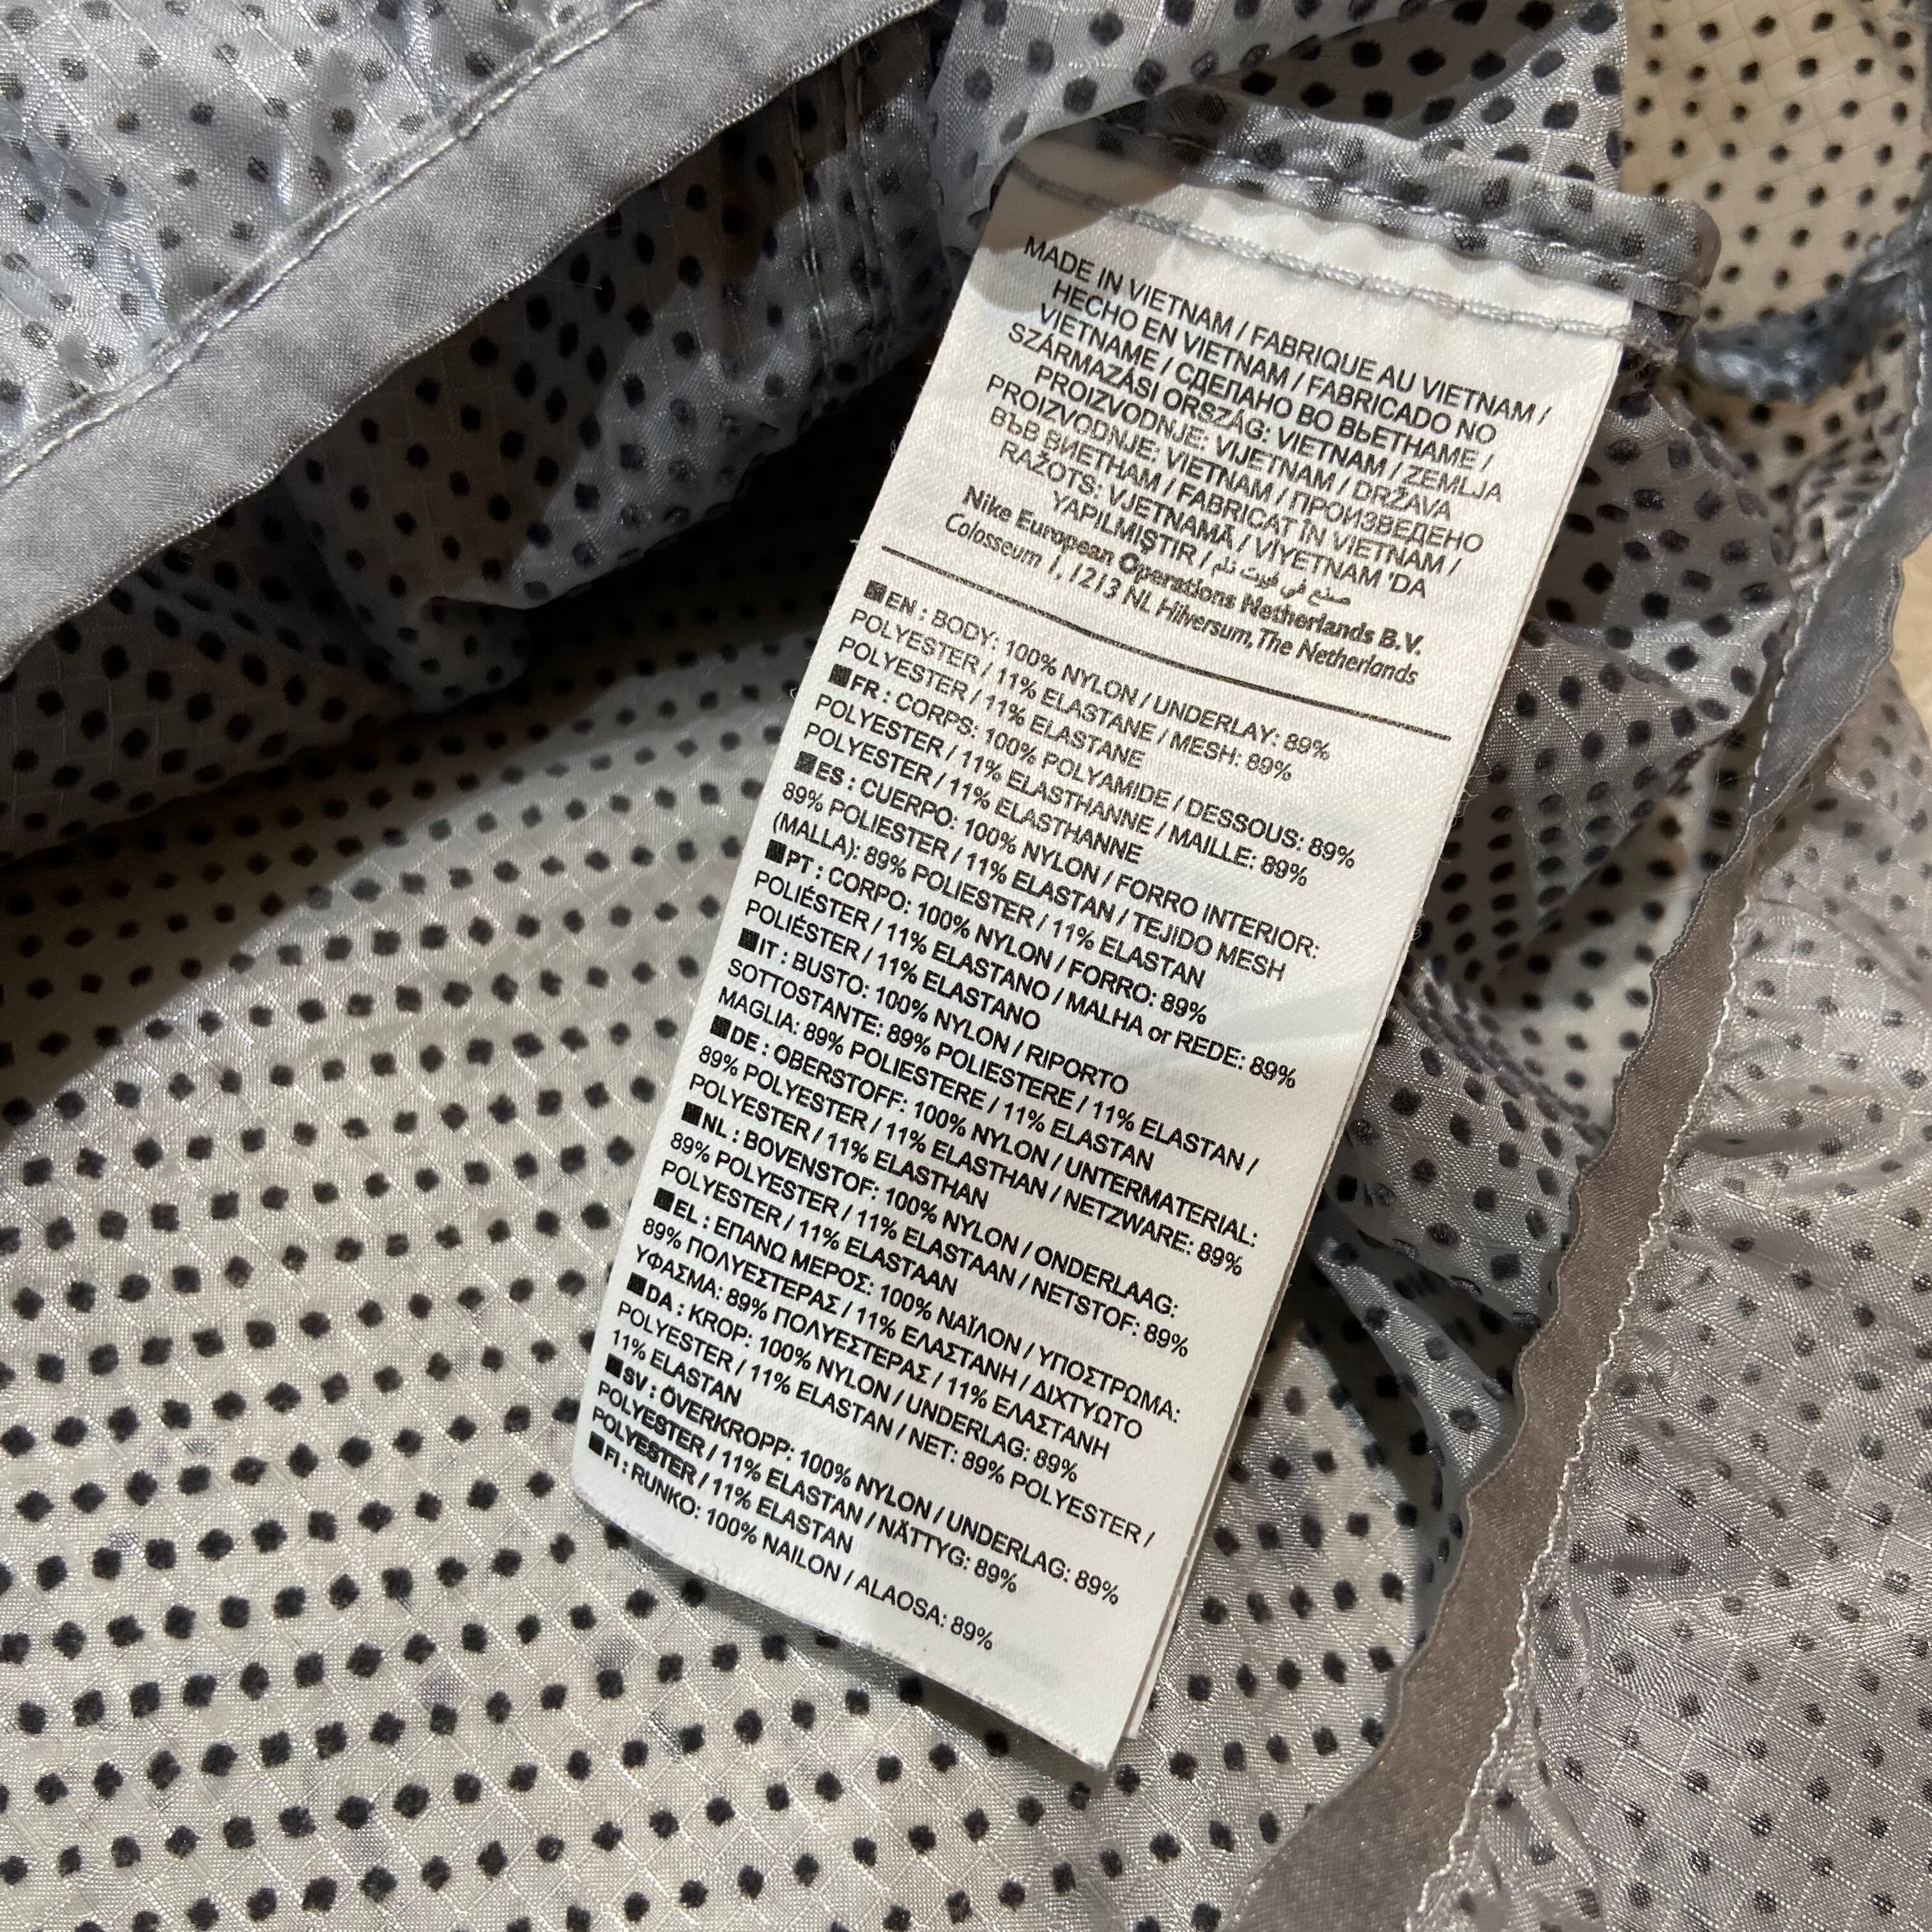 MADE IN VIETNAM / FABRIQUE AU VIETNAM /
HECHO EN VIETNAM / FABRICADO NO
VIETNAME / СДЕЛАНО ВО ВЬЕТНАМЕ /
SZÁRMAZÁSI ORSZÁG: VIETNAM / ZEMLJA
PROIZVODNJE: VIJETNAM / DRŽAVA
PROIZVODNJE: VIETNAM / ПРОИЗВЕДЕНО
ВЪВ ВИЕТНАМ / FABRICAT ÎN VIETNAM /
RAŽOTS: VJETNAMĀ / VİYETNAM 'DA
YAPILMIŞTIR / صنع في فييت نام
Nike European Operations Netherlands B.V.
Colosseum 1, 1213 NL Hilversum, The Netherlands
EN : BODY: 100% NYLON / UNDERLAY: 89%
POLYESTER / 11% ELASTANE / MESH: 89%
POLYESTER / 11% ELASTANE
FR : CORPS: 100% POLYAMIDE / DESSOUS: 89%
POLYESTER / 11% ELASTHANNE / MAILLE: 89%
POLYESTER / 11% ELASTHANNE
ES : CUERPO: 100% NYLON / FORRO INTERIOR:
89% POLIESTER / 11% ELASTAN / TEJIDO MESH
(MALLA): 89% POLIESTER / 11% ELASTAN
PT : CORPO: 100% NYLON / FORRO: 89%
POLIÉSTER / 11% ELASTANO / MALHA or REDE: 89%
POLIÉSTER / 11% ELASTANO
IT : BUSTO: 100% NYLON / RIPORTO
SOTTOSTANTE: 89% POLIESTERE / 11% ELASTAN /
MAGLIA: 89% POLIESTERE / 11% ELASTAN
DE : OBERSTOFF: 100% NYLON / UNTERMATERIAL:
89% POLYESTER / 11% ELASTHAN / NETZWARE: 89%
POLYESTER / 11% ELASTHAN
NL : BOVENSTOF: 100% NYLON / ONDERLAAG:
89% POLYESTER / 11% ELASTAAN / NETSTOF: 89%
POLYESTER / 11% ELASTAAN
EL : ΕΠΑΝΩ ΜΕΡΟΣ: 100% ΝΑΪΛΟΝ / ΥΠΟΣΤΡΩΜΑ:
89% ΠΟΛΥΕΣΤΕΡΑΣ / 11% ΕΛΑΣΤΑΝΗ / ΔΙΧΤΥΩΤΟ
ΥΦΑΣΜΑ: 89% ΠΟΛΥΕΣΤΕΡΑΣ / 11% ΕΛΑΣΤΑΝΗ
DA : KROP: 100% NYLON / UNDERLAG: 89%
POLYESTER / 11% ELASTAN / NET: 89% POLYESTER /
11% ELASTAN
SV : ÖVERKROPP: 100% NYLON / UNDERLAG: 89%
POLYESTER / 11% ELASTAN / NÄTTYG: 89%
POLYESTER / 11% ELASTAN
FI : RUNKO: 100% NAILON / ALAOSA: 89%